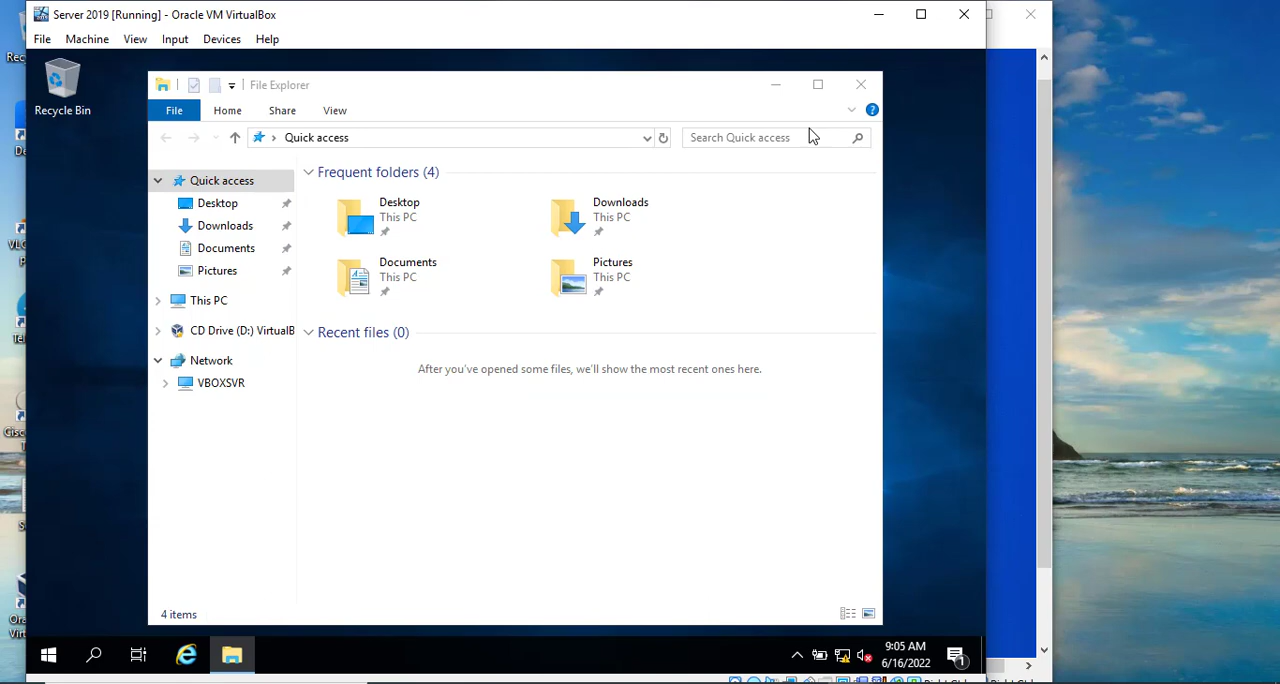 Server 2019 [Running] - Oracle VM VirtualBox
File Machine View Input Devices Help
Recycle Bin
File Explorer
File Home Share View
Quick access
Search Quick access
Quick access
Desktop
Downloads
Documents
Pictures
This PC
CD Drive (D:) VirtualB
Network
VBOXSVR
Frequent folders (4)
Desktop
This PC
Downloads
This PC
Documents
This PC
Pictures
This PC
Recent files (0)
After you've opened some files, we'll show the most recent ones here.
4 items
9:05 AM
6/16/2022
1